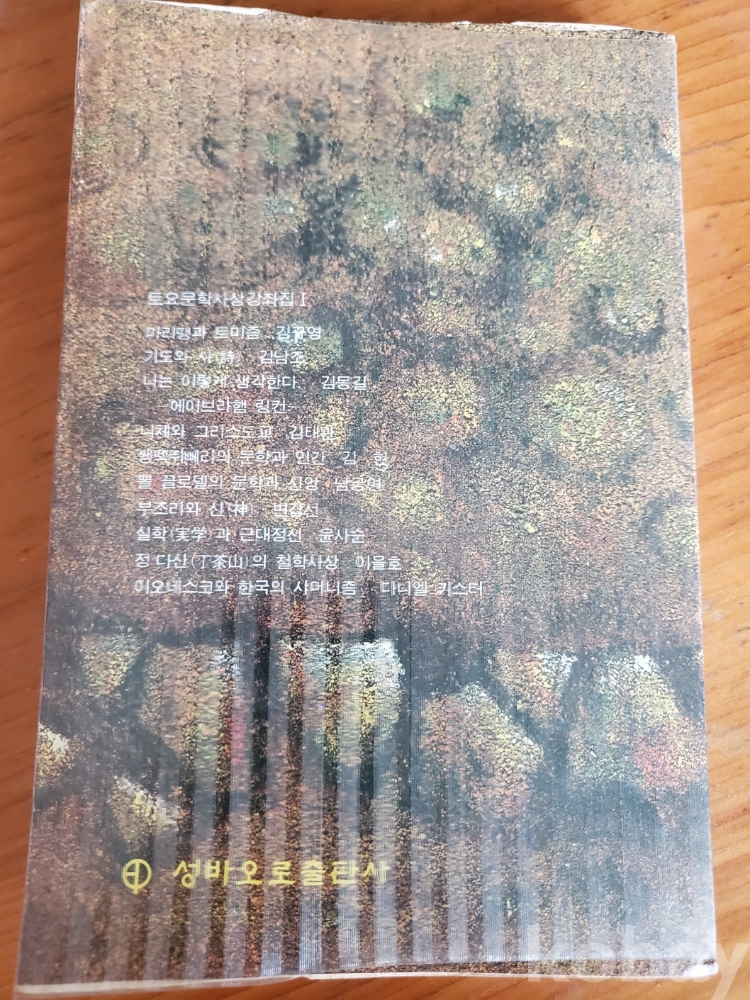 토요문학사상강좌집 I
마리땡과 토미즘 김규영
기도와 시(詩) 김남조
나는 이렇게 생각한다 김동길
—에이브라햄 링컨—
니체와 그리스도교 김태관
쌩떽쥐뻬리의 문학과 인간 김 현
뽈 끌로델의 문학과 신앙 남궁연
부조리와 신(神) 변갑선
실학(実学)과 근대정신 윤사순
정 다산(丁茶山)의 철학사상 이을호
이오네스코와 한국의 샤머니즘 다니엘 키스터
성바오로출판사
kobay